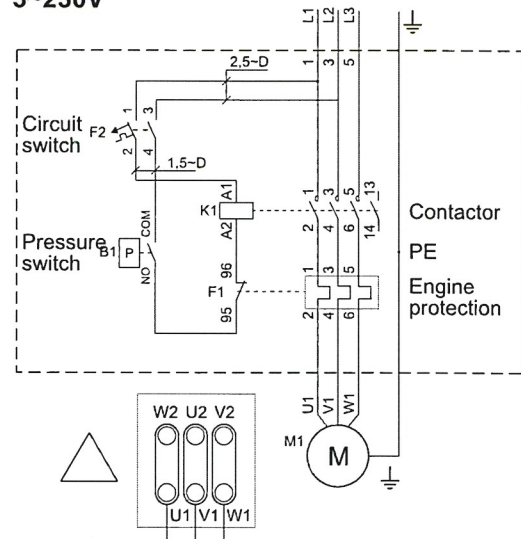 3~230V
L1 L2 L3
1 3 5
2,5~D
1 3
Circuit
switch
F2
2 4
1,5~D
A1
K1
A2
1 3 5 13
2 4 6 14
Contactor
COM
Pressure
switch
B1
P
NO
PE
96
F1
95
1 3 5
2 4 6
Engine
protection
U1 V1 W1
M1
M
W2 U2 V2
U1 V1 W1